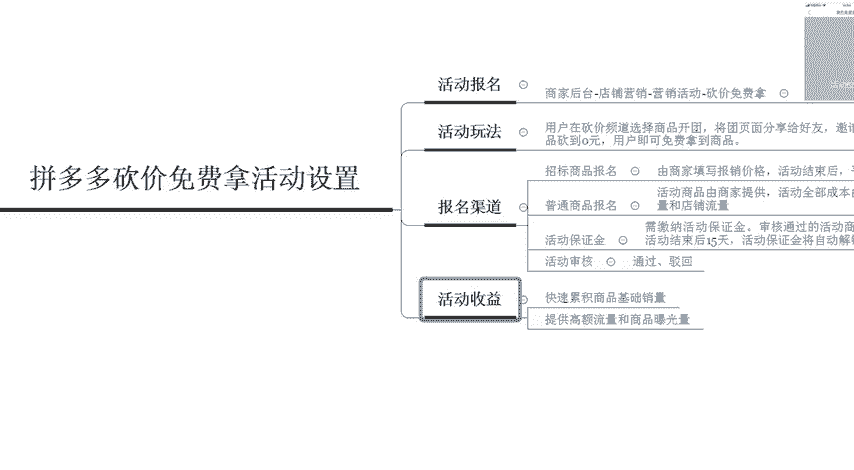 拼多多砍价免费拿活动设置
活动报名
商家后台-店铺营销-营销活动-砍价免费拿
活动玩法
用户在砍价频道选择商品开团，将团页面分享给好友，邀
品砍到0元，用户即可免费拿到商品。
报名渠道
招标商品报名
由商家填写报销价格，活动结束后，
普通商品报名
活动商品由商家提供，活动全部成本
量和店铺流量
活动保证金
需缴纳活动保证金。审核通过的活动商
活动结束后15天，活动保证金将自动解
活动审核
通过、驳回
活动收益
快速累积商品基础销量
提供高额流量和商品曝光量